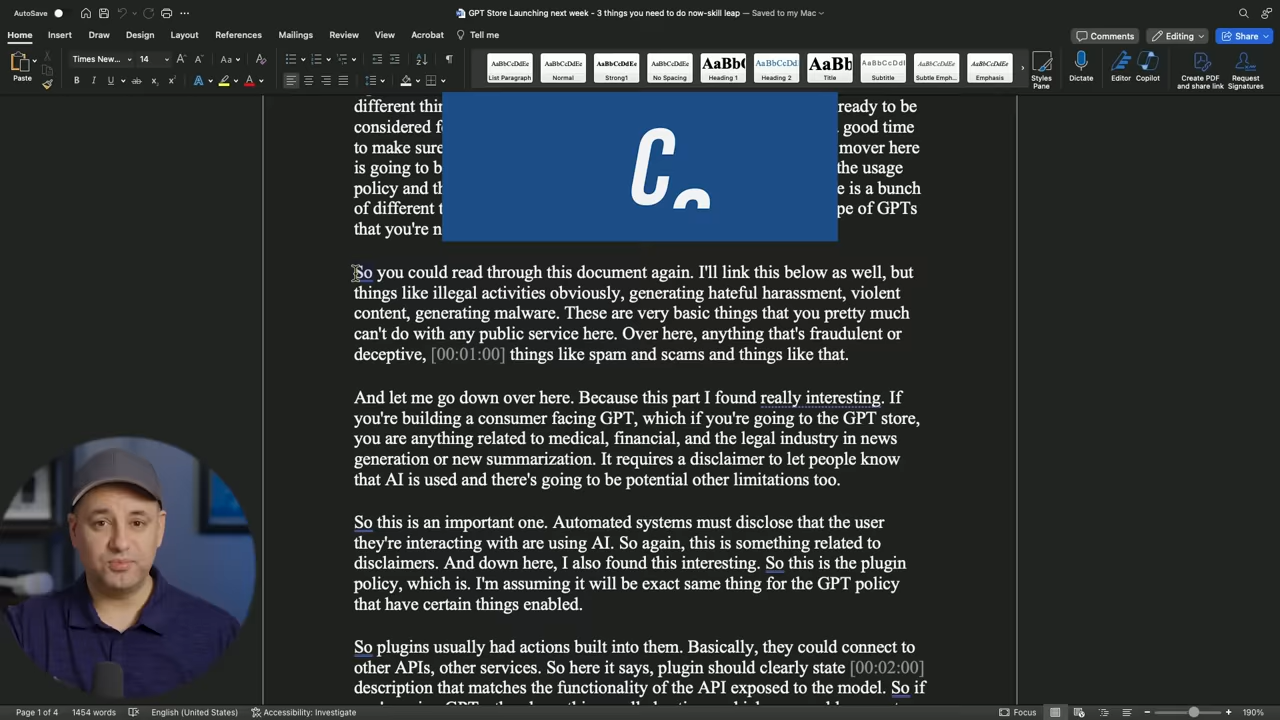 AutoSave
GPT Store Launching next week - 3 things you need to do now-skill leap — Saved to my Mac
Home Insert Draw Design Layout References Mailings Review View Acrobat Tell me
Comments Editing Share
Paste
Times New... 14
B I U ab x₂ x² A A
Aa
AaBbCcDdEe AaBbCcDdEe AaBbCcDdEe AaBbCcDdEe AaBbC AaBbCcDd AaBb AaBbCcDdI AaBbCcDdEe AaBbCcDdEe
List Paragraph Normal Strong1 No Spacing Heading 1 Heading 2 Title Subtitle Subtle Emph... Emphasis
Styles Pane
Dictate
Editor
Copilot
Create PDF and share link
Request Signatures
different thin ready to be
considered f good time
to make sure mover here
is going to b the usage
policy and th e is a bunch
of different t pe of GPTs
that you're n
C
So you could read through this document again. I'll link this below as well, but
things like illegal activities obviously, generating hateful harassment, violent
content, generating malware. These are very basic things that you pretty much
can't do with any public service here. Over here, anything that's fraudulent or
deceptive, [00:01:00] things like spam and scams and things like that.
And let me go down over here. Because this part I found really interesting. If
you're building a consumer facing GPT, which if you're going to the GPT store,
you are anything related to medical, financial, and the legal industry in news
generation or new summarization. It requires a disclaimer to let people know
that AI is used and there's going to be potential other limitations too.
So this is an important one. Automated systems must disclose that the user
they're interacting with are using AI. So again, this is something related to
disclaimers. And down here, I also found this interesting. So this is the plugin
policy, which is. I'm assuming it will be exact same thing for the GPT policy
that have certain things enabled.
So plugins usually had actions built into them. Basically, they could connect to
other APIs, other services. So here it says, plugin should clearly state [00:02:00]
description that matches the functionality of the API exposed to the model. So if
Page 1 of 4 1454 words English (United States) Accessibility: Investigate Focus 190%